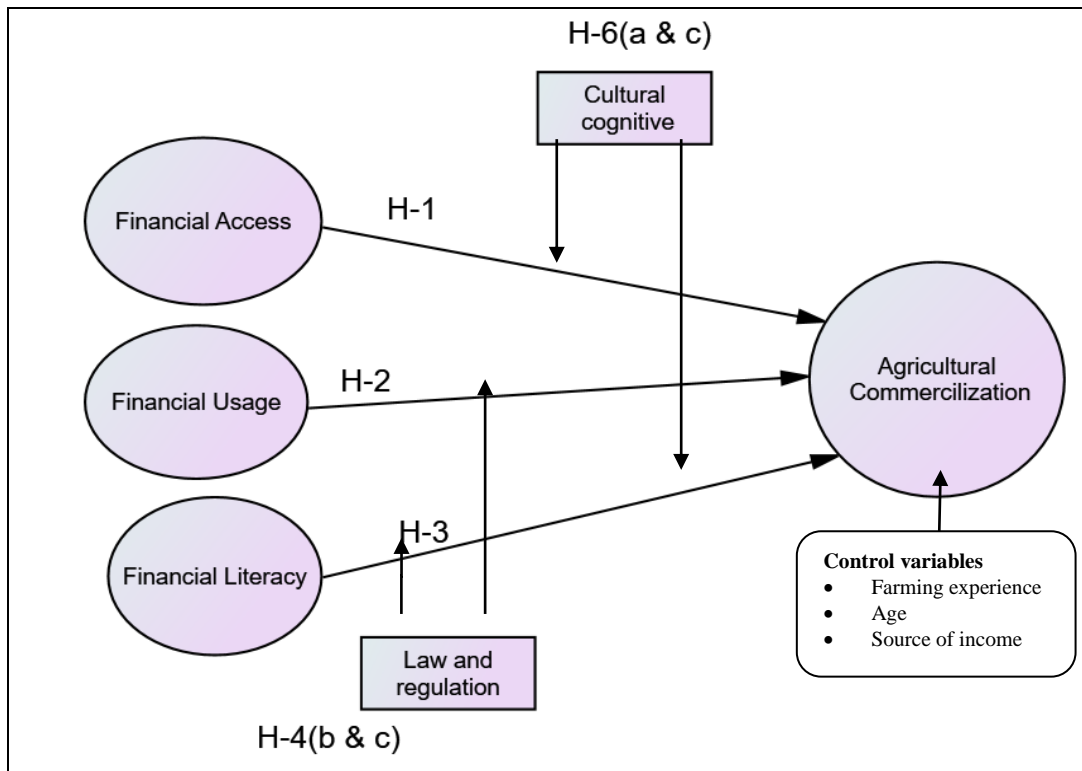 H-6(a & c)
Cultural
cognitive
Financial Access
H-1
Financial Usage
H-2
Agricultural
Commercilization
Financial Literacy
H-3
Law and
regulation
H-4(b & c)
Control variables
• Farming experience
• Age
• Source of income